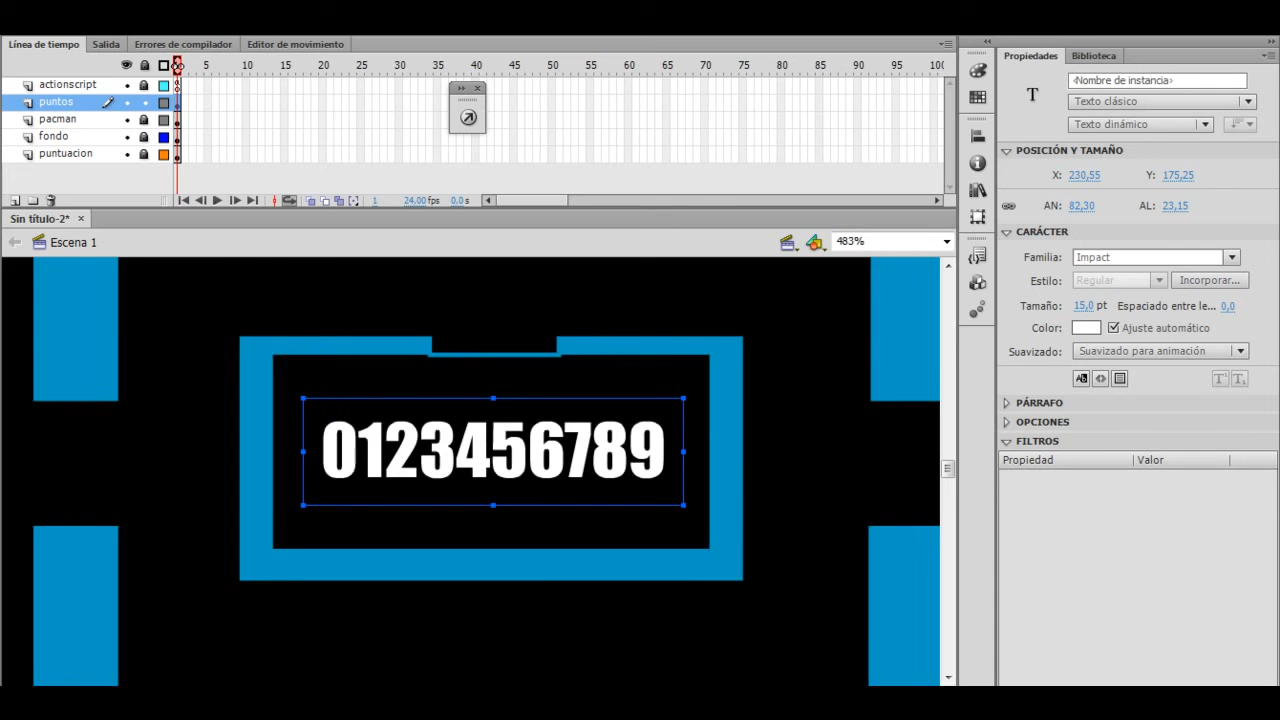 Línea de tiempo Salida Errores de compilador Editor de movimiento
5 10 15 20 25 30 35 40 45 50 55 60 65 70 75 80 85 90 95 100
actionscript
puntos
pacman
fondo
puntuacion
1 24,00 fps 0,0 s
Sin título-2*
Escena 1 483%
0123456789
Propiedades Biblioteca
<Nombre de instancia>
T Texto clásico
Texto dinámico
POSICIÓN Y TAMAÑO
X: 230,55 Y: 175,25
AN: 82,30 AL: 23,15
CARÁCTER
Familia: Impact
Estilo: Regular Incorporar...
Tamaño: 15,0 pt Espaciado entre le... 0,0
Color: Ajuste automático
Suavizado: Suavizado para animación
PÁRRAFO
OPCIONES
FILTROS
Propiedad Valor